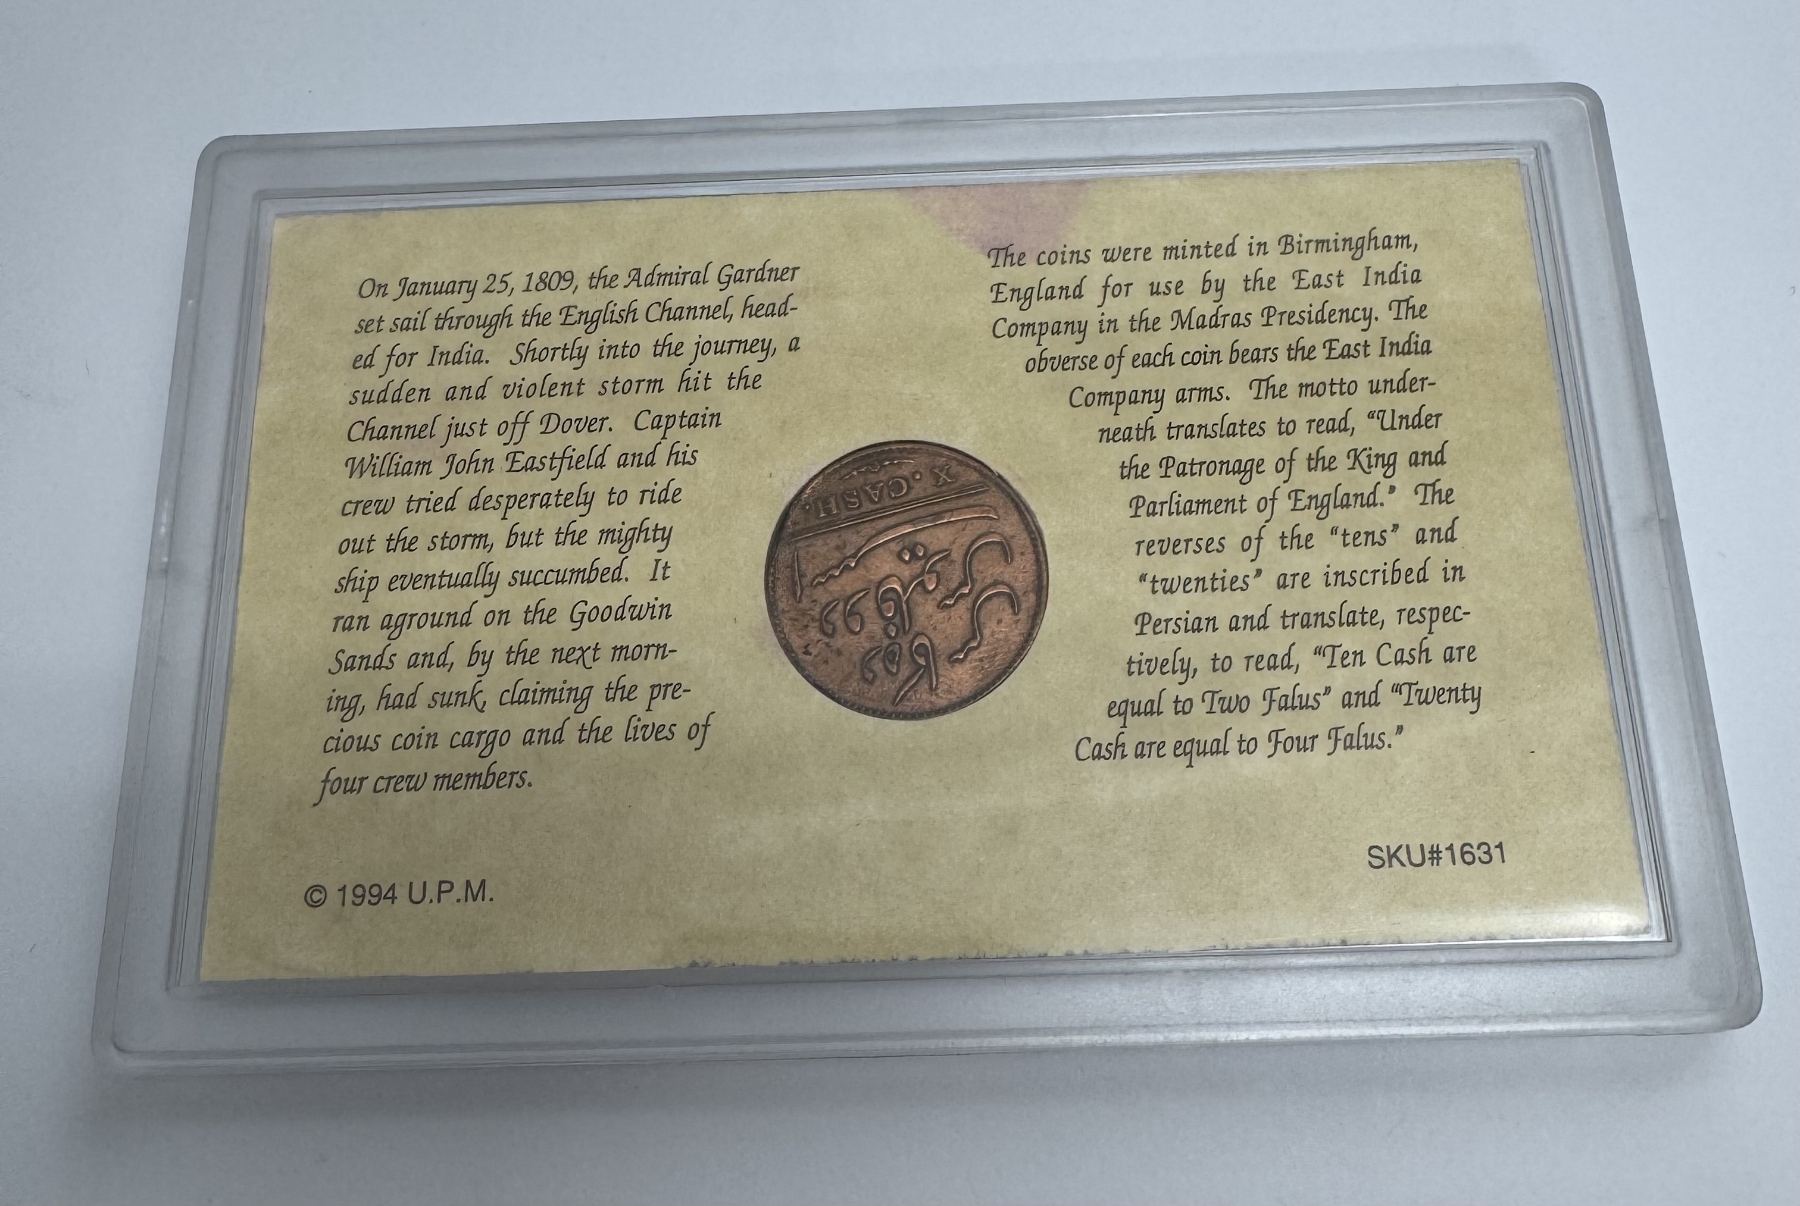 On January 25, 1809, the Admiral Gardner
set sail through the English Channel, head-
ed for India. Shortly into the journey, a
sudden and violent storm hit the
Channel just off Dover. Captain
William John Eastfield and his
crew tried desperately to ride
out the storm, but the mighty
ship eventually succumbed. It
ran aground on the Goodwin
Sands and, by the next morn-
ing, had sunk, claiming the pre-
cious coin cargo and the lives of
four crew members.
© 1994 U.P.M.
X·CASH.
The coins were minted in Birmingham,
England for use by the East India
Company in the Madras Presidency. The
obverse of each coin bears the East India
Company arms. The motto under-
neath translates to read, “Under
the Patronage of the King and
Parliament of England.” The
reverses of the “tens” and
“twenties” are inscribed in
Persian and translate, respec-
tively, to read, “Ten Cash are
equal to Two Falus” and “Twenty
Cash are equal to Four Falus.”
SKU#1631